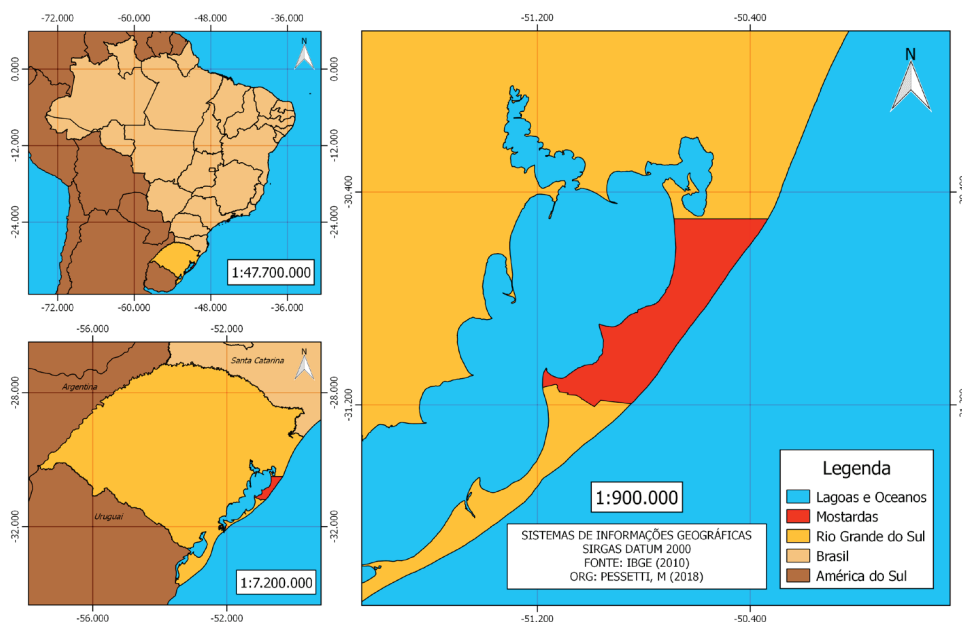 -72.000 -60.000 -48.000 -36.000
N
0.000 0.000
-12.000 -12.000
-24.000 -24.000
1:47.700.000
-72.000 -60.000 -48.000 -36.000
-56.000 -52.000
Santa Catarina
N
Argentina
-28.000 -28.000
Uruguai
-32.000 -32.000
1:7.200.000
-56.000 -52.000
-51.200 -50.400
N
-30.400
-31.200
1:900.000
SISTEMAS DE INFORMAÇÕES GEOGRÁFICAS
SIRGAS DATUM 2000
FONTE: IBGE (2010)
ORG: PESSETTI, M (2018)
Legenda
Lagoas e Oceanos
Mostardas
Rio Grande do Sul
Brasil
América do Sul
-51.200 -50.400